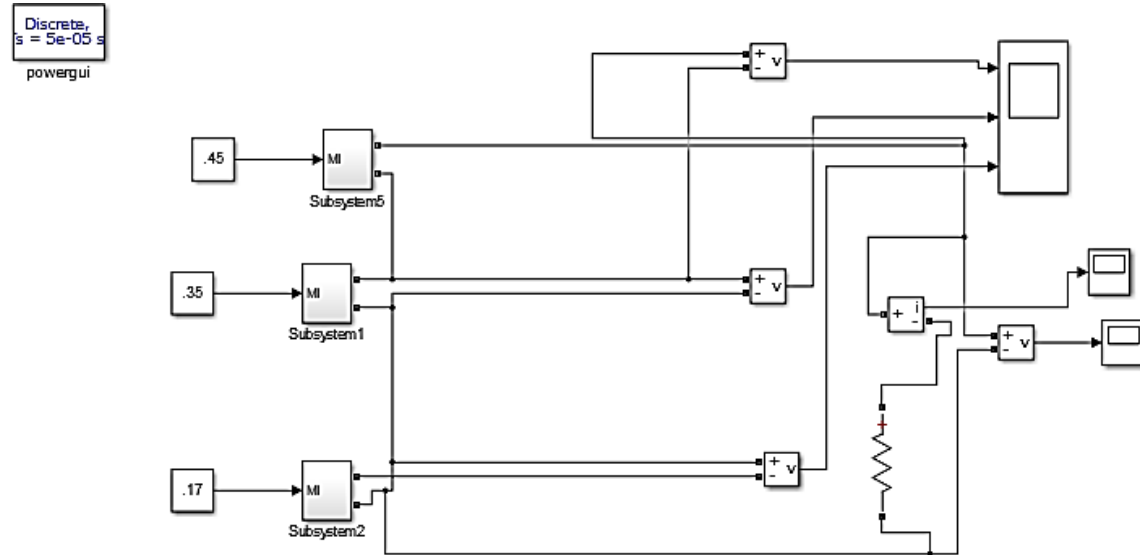 Discrete,
s = 5e-05 s
powergui
+
-
v
.45
MI
Subsystem5
.35
MI
Subsystem1
+
-
v
+
i
-
+
-
v
+
.17
MI
Subsystem2
+
-
v